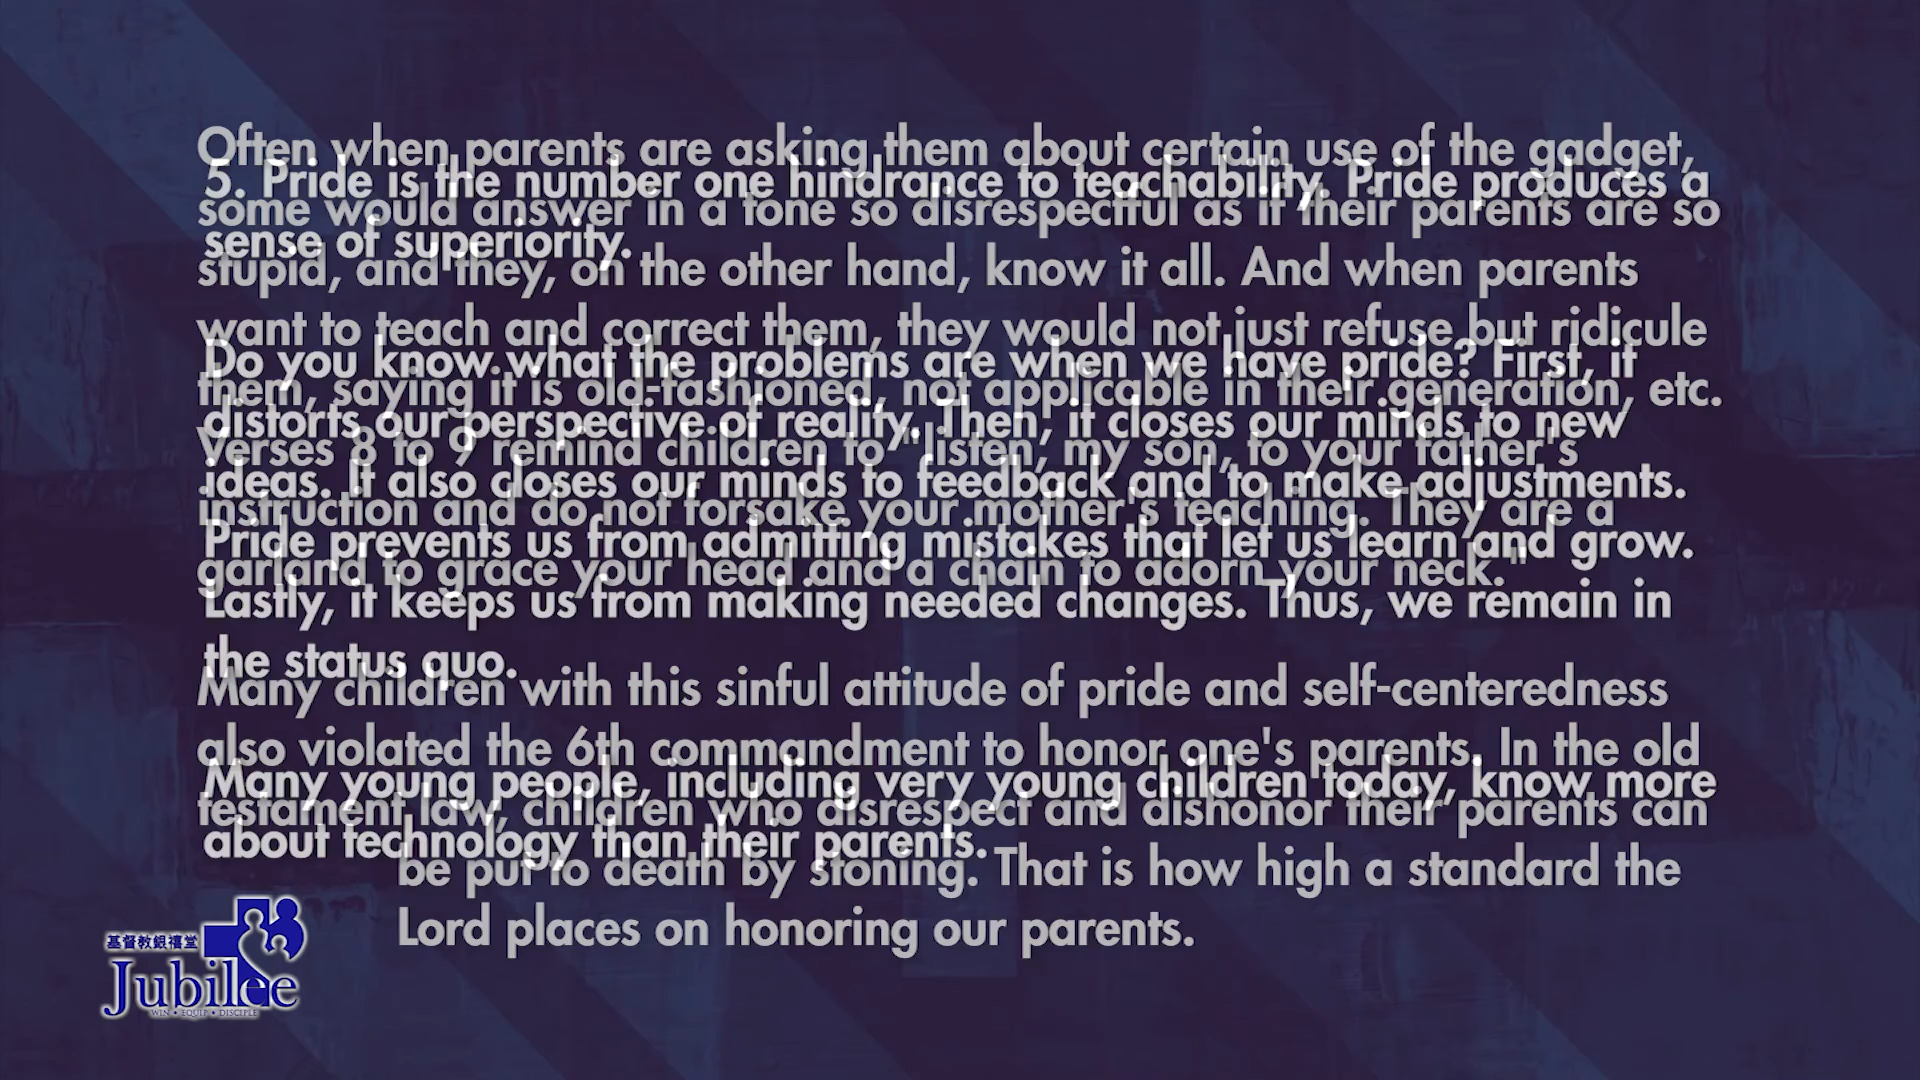 5. Pride is the number one hindrance to teachability. Pride produces a
sense of superiority.
Do you know what the problems are when we have pride? First, it
distorts our perspective of reality. Then, it closes our minds to new
ideas. It also closes our minds to feedback and to make adjustments.
Pride prevents us from admitting mistakes that let us learn and grow.
Lastly, it keeps us from making needed changes. Thus, we remain in
the status quo.
Many young people, including very young children today, know more
about technology than their parents.
Often when parents are asking them about certain use of the gadget,
some would answer in a tone so disrespectful as if their parents are so
stupid, and they, on the other hand, know it all. And when parents
want to teach and correct them, they would not just refuse but ridicule
them, saying it is old-fashioned, not applicable in their generation, etc.
Verses 8 to 9 remind children to "listen, my son, to your father's
instruction and do not forsake your mother's teaching. They are a
garland to grace your head and a chain to adorn your neck."
Many children with this sinful attitude of pride and self-centeredness
also violated the 6th commandment to honor one's parents. In the old
testament law, children who disrespect and dishonor their parents can
be put to death by stoning. That is how high a standard the
Lord places on honoring our parents.
基督教銀禧堂
Jubilee
WIN • EQUIP • DISCIPLE